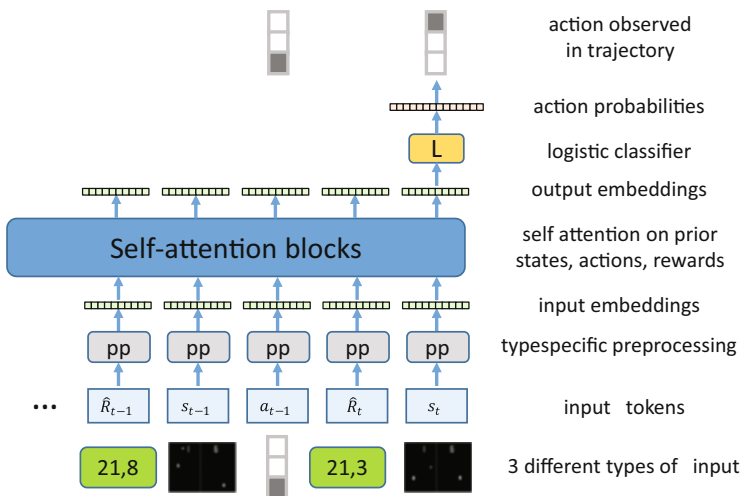 action observed
in trajectory
action probabilities
L
logistic classifier
output embeddings
Self-attention blocks
self attention on prior
states, actions, rewards
input embeddings
pp pp pp pp pp
typespecific preprocessing
... R̂ₜ₋₁ sₜ₋₁ aₜ₋₁ R̂ₜ sₜ
input tokens
21,8 21,3
3 different types of input